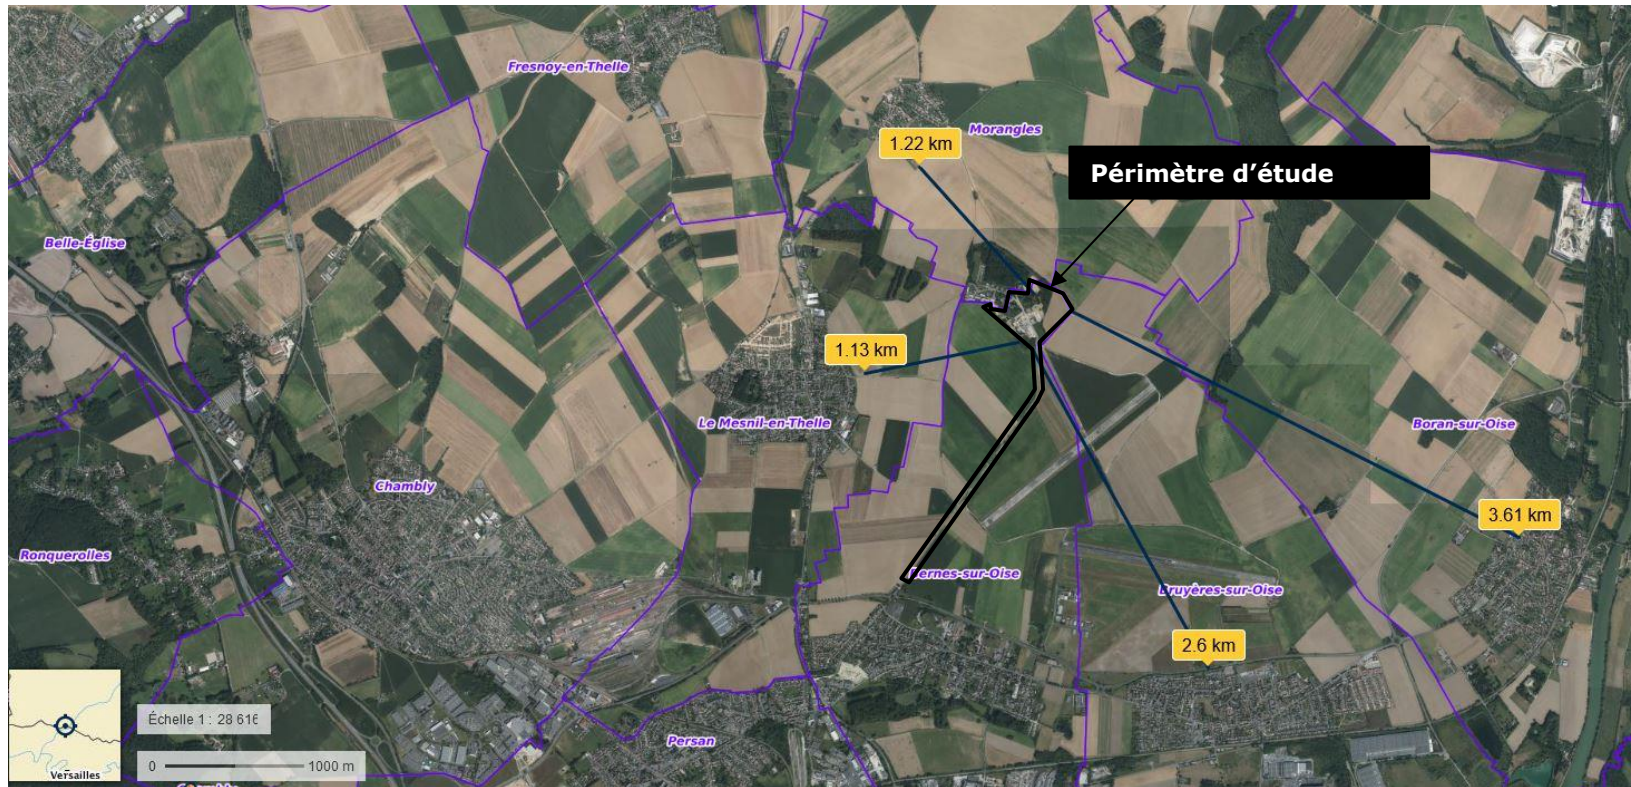 Fresnoy-en-Thelle
Morangles
1.22 km
Périmètre d'étude
Belle-Église
1.13 km
Le Mesnil-en-Thelle
Boran-sur-Oise
Chambly
3.61 km
Ronquerolles
Bernes-sur-Oise
Bruyères-sur-Oise
2.6 km
Échelle 1 : 28 616
Persan
0 1000 m
Versailles